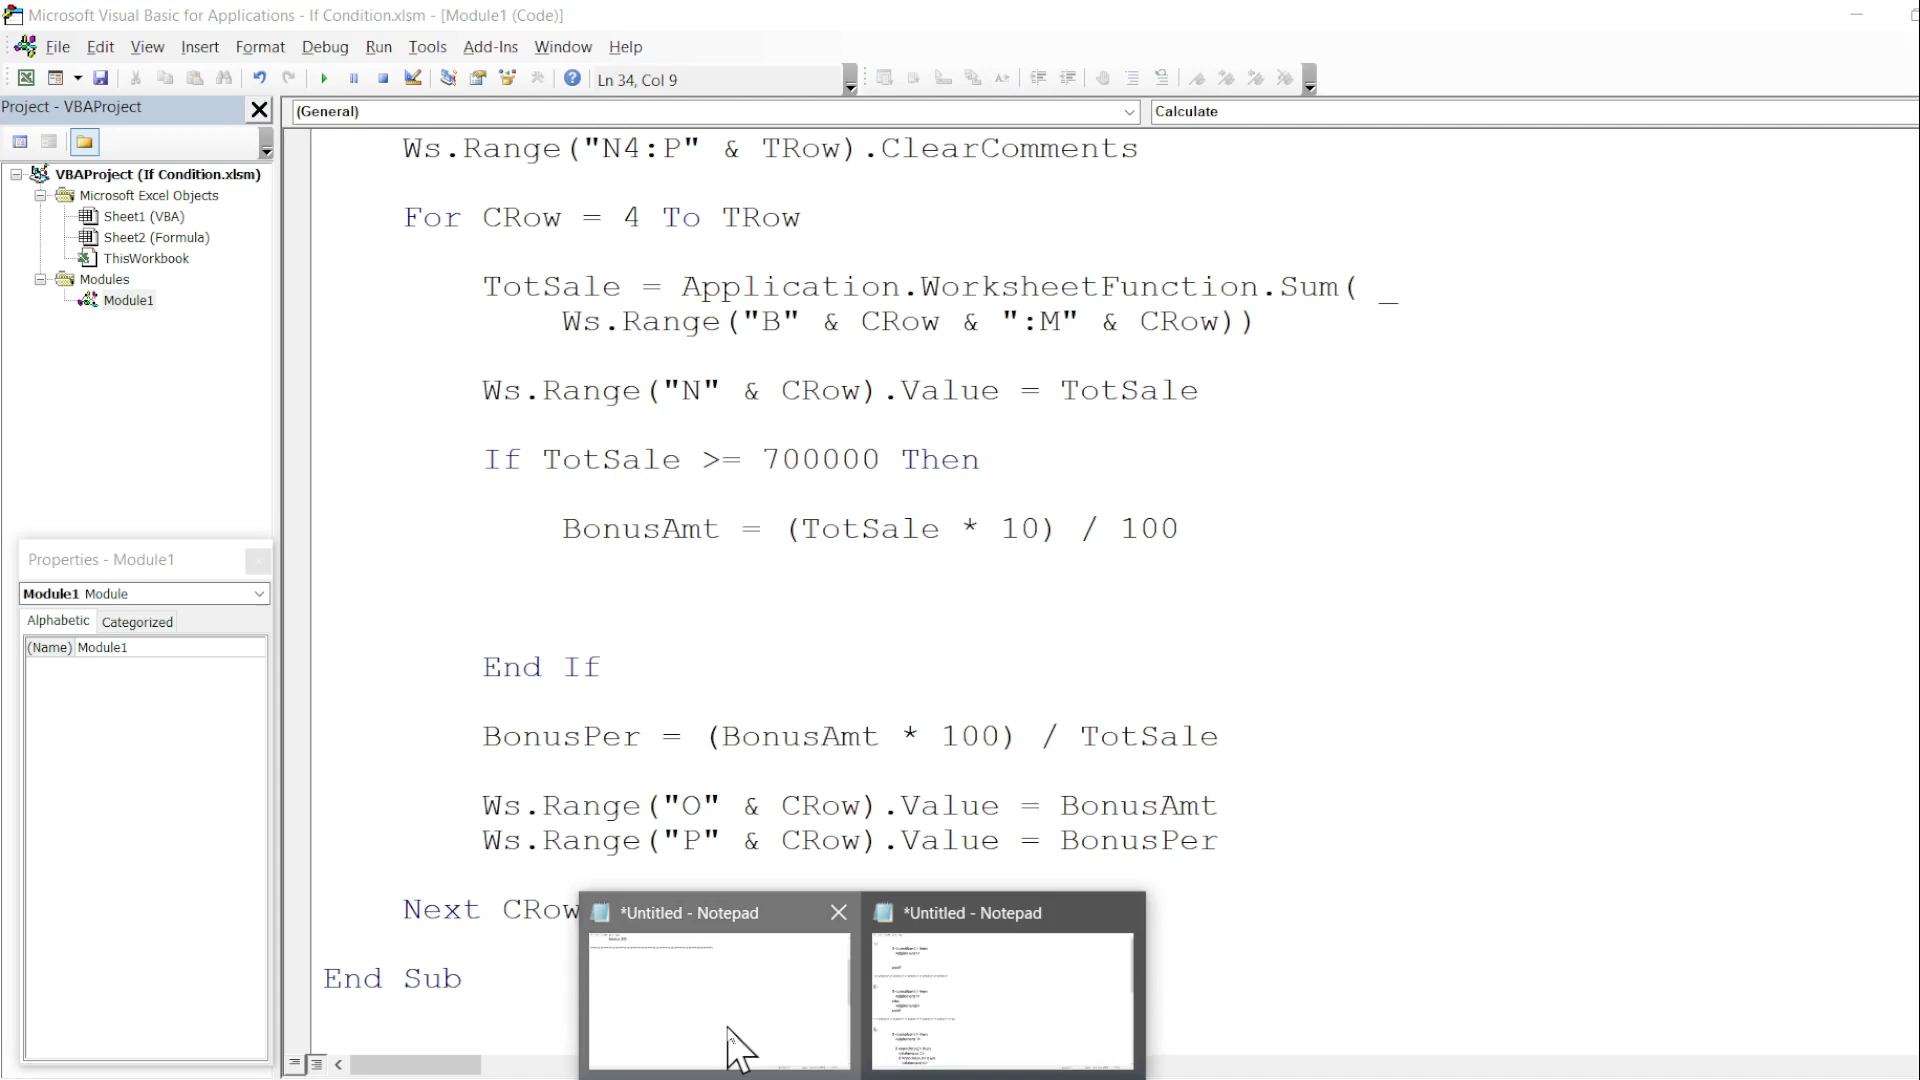 Microsoft Visual Basic for Applications - If Condition.xlsm - [Module1 (Code)]
File Edit View Insert Format Debug Run Tools Add-Ins Window Help
Ln 34, Col 9
Project - VBAProject
(General)
Calculate
VBAProject (If Condition.xlsm)
Microsoft Excel Objects
Sheet1 (VBA)
Sheet2 (Formula)
ThisWorkbook
Modules
Module1
Properties - Module1
Module1 Module
Alphabetic Categorized
(Name) Module1
Ws.Range("N4:P" & TRow).ClearComments
For CRow = 4 To TRow
TotSale = Application.WorksheetFunction.Sum( _
Ws.Range("B" & CRow & ":M" & CRow))
Ws.Range("N" & CRow).Value = TotSale
If TotSale >= 700000 Then
BonusAmt = (TotSale * 10) / 100
End If
BonusPer = (BonusAmt * 100) / TotSale
Ws.Range("O" & CRow).Value = BonusAmt
Ws.Range("P" & CRow).Value = BonusPer
Next CRow
End Sub
*Untitled - Notepad
*Untitled - Notepad